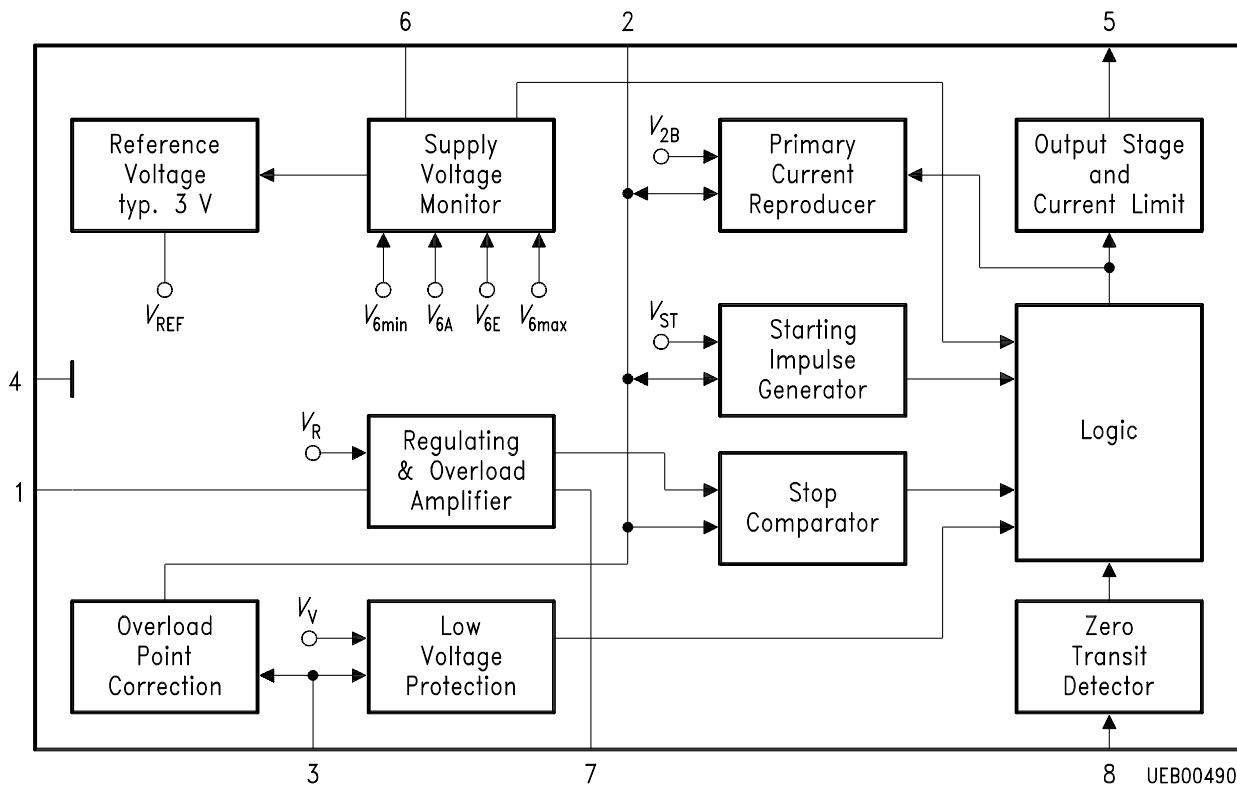 6
2
5
Reference
Voltage
typ. 3 V
Supply
Voltage
Monitor
V2B
Primary
Current
Reproducer
Output Stage
and
Current Limit
VREF
V6min
V6A
V6E
V6max
VST
Starting
Impulse
Generator
4
Logic
VR
Regulating
& Overload
Amplifier
1
Stop
Comparator
Overload
Point
Correction
VV
Low
Voltage
Protection
Zero
Transit
Detector
3
7
8
UEB00490